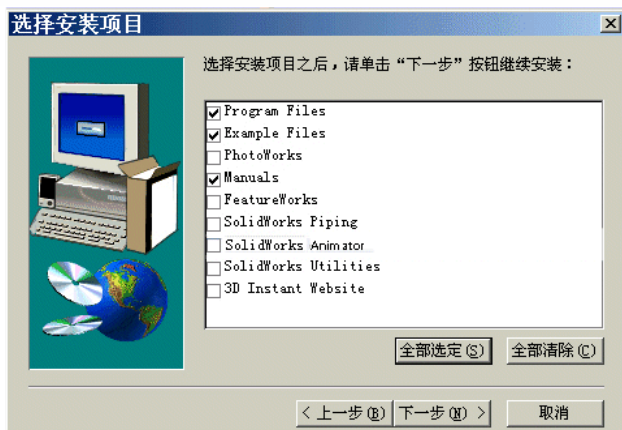 选择安装项目
选择安装项目之后，请单击“下一步”按钮继续安装：
Program Files
Example Files
PhotoWorks
Manuals
FeatureWorks
SolidWorks Piping
SolidWorks Animator
SolidWorks Utilities
3D Instant Website
全部选定(S) 全部清除(C)
< 上一步(B) 下一步(N) > 取消